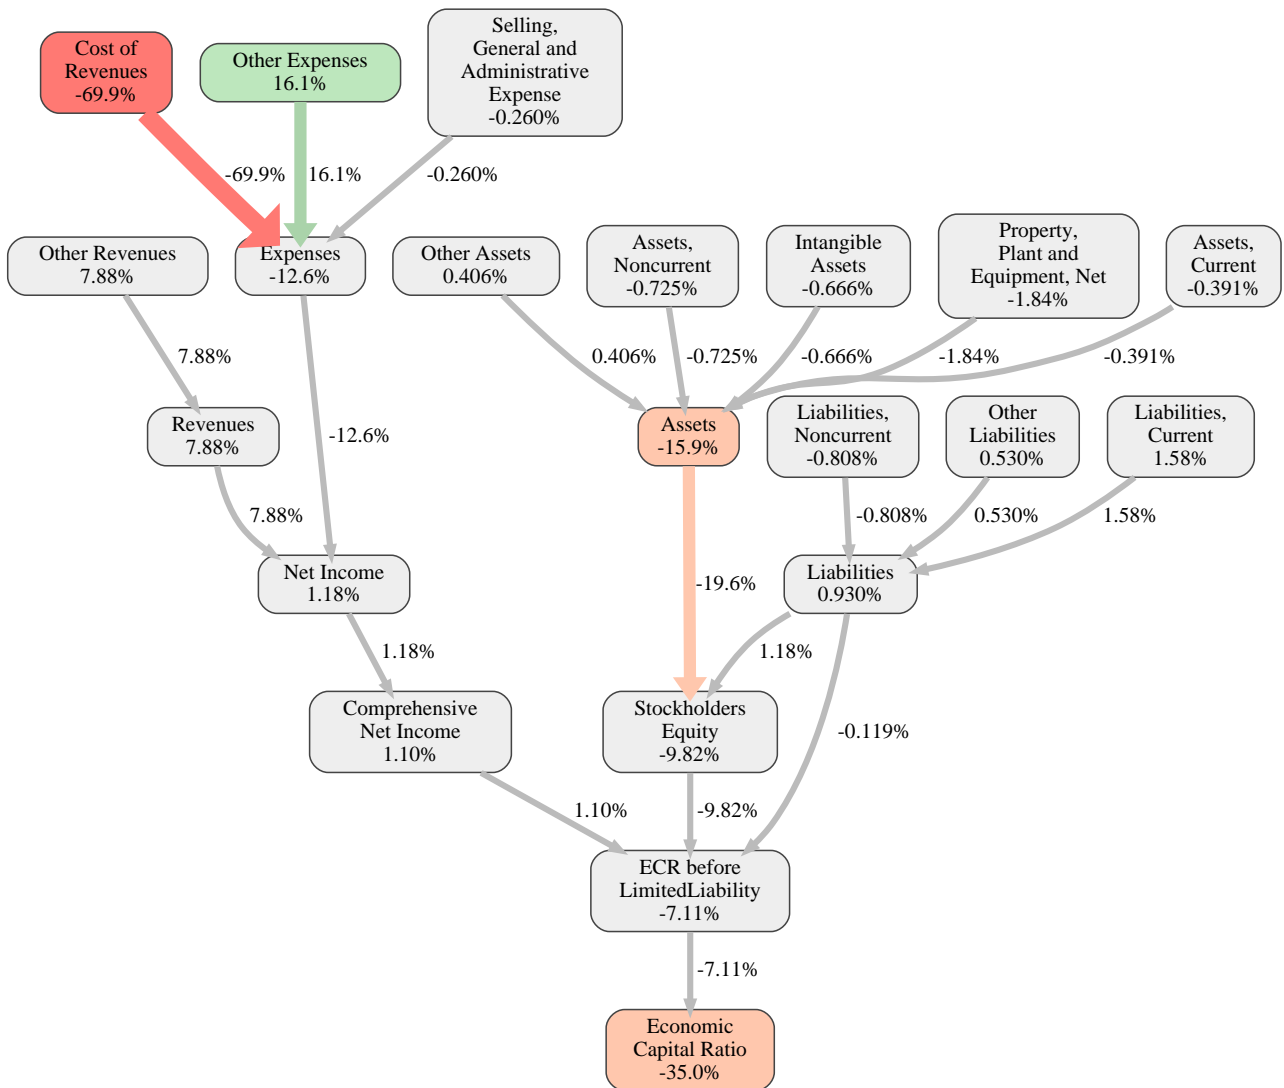 Cost of
Revenues
-69.9%
Other Expenses
16.1%
Selling,
General and
Administrative
Expense
-0.260%
-69.9%
16.1%
-0.260%
Other Revenues
7.88%
Expenses
-12.6%
Other Assets
0.406%
Assets,
Noncurrent
-0.725%
Intangible
Assets
-0.666%
Property,
Plant and
Equipment, Net
-1.84%
Assets,
Current
-0.391%
7.88%
0.406%
-0.725%
-0.666%
-1.84%
-0.391%
Revenues
7.88%
-12.6%
Assets
-15.9%
Liabilities,
Noncurrent
-0.808%
Other
Liabilities
0.530%
Liabilities,
Current
1.58%
7.88%
-0.808%
0.530%
1.58%
Net Income
1.18%
-19.6%
Liabilities
0.930%
1.18%
1.18%
Comprehensive
Net Income
1.10%
Stockholders
Equity
-9.82%
-0.119%
1.10%
-9.82%
ECR before
LimitedLiability
-7.11%
-7.11%
Economic
Capital Ratio
-35.0%